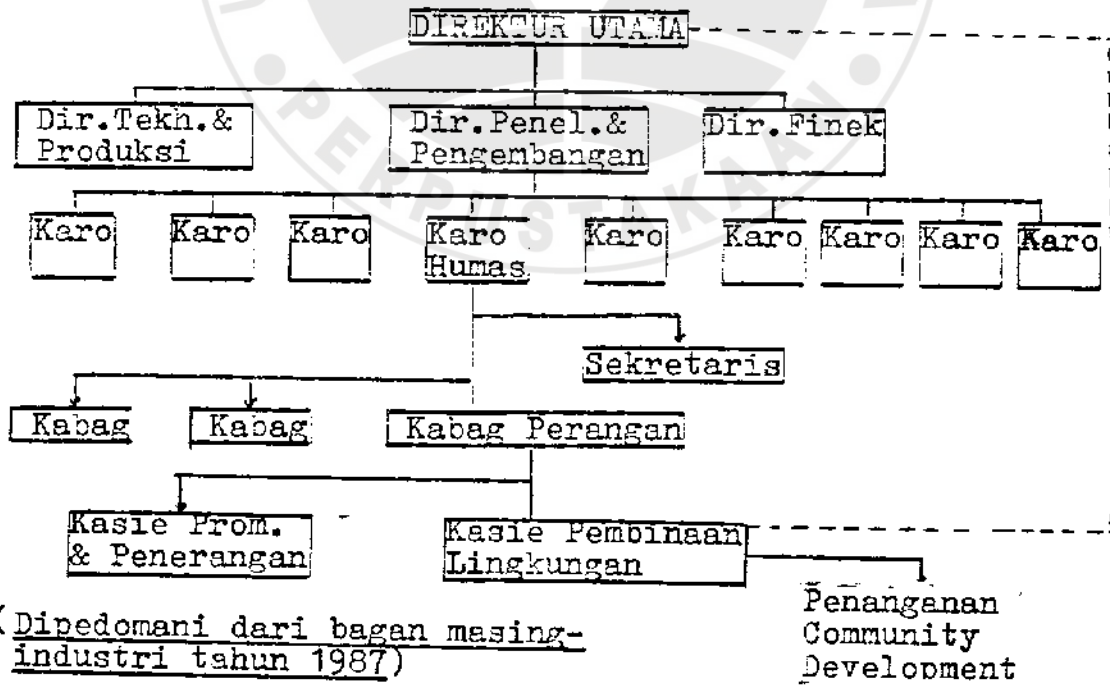 DIREKTUR UTAMA
Dir.Tekh.&
Produksi
Dir.Penel.&
Pengembangan
Dir.Finek
Karo
Karo
Karo
Karo
Humas
Karo
Karo
Karo
Karo
Karo
Sekretaris
Kabag
Kabag
Kabag Perangan
Kasie Prom.
& Penerangan
Kasie Pembinaan
Lingkungan
Penanganan
Community
Development
(Dipedomani dari bagan masing-
industri tahun 1987)
PERPUSTAKAAN